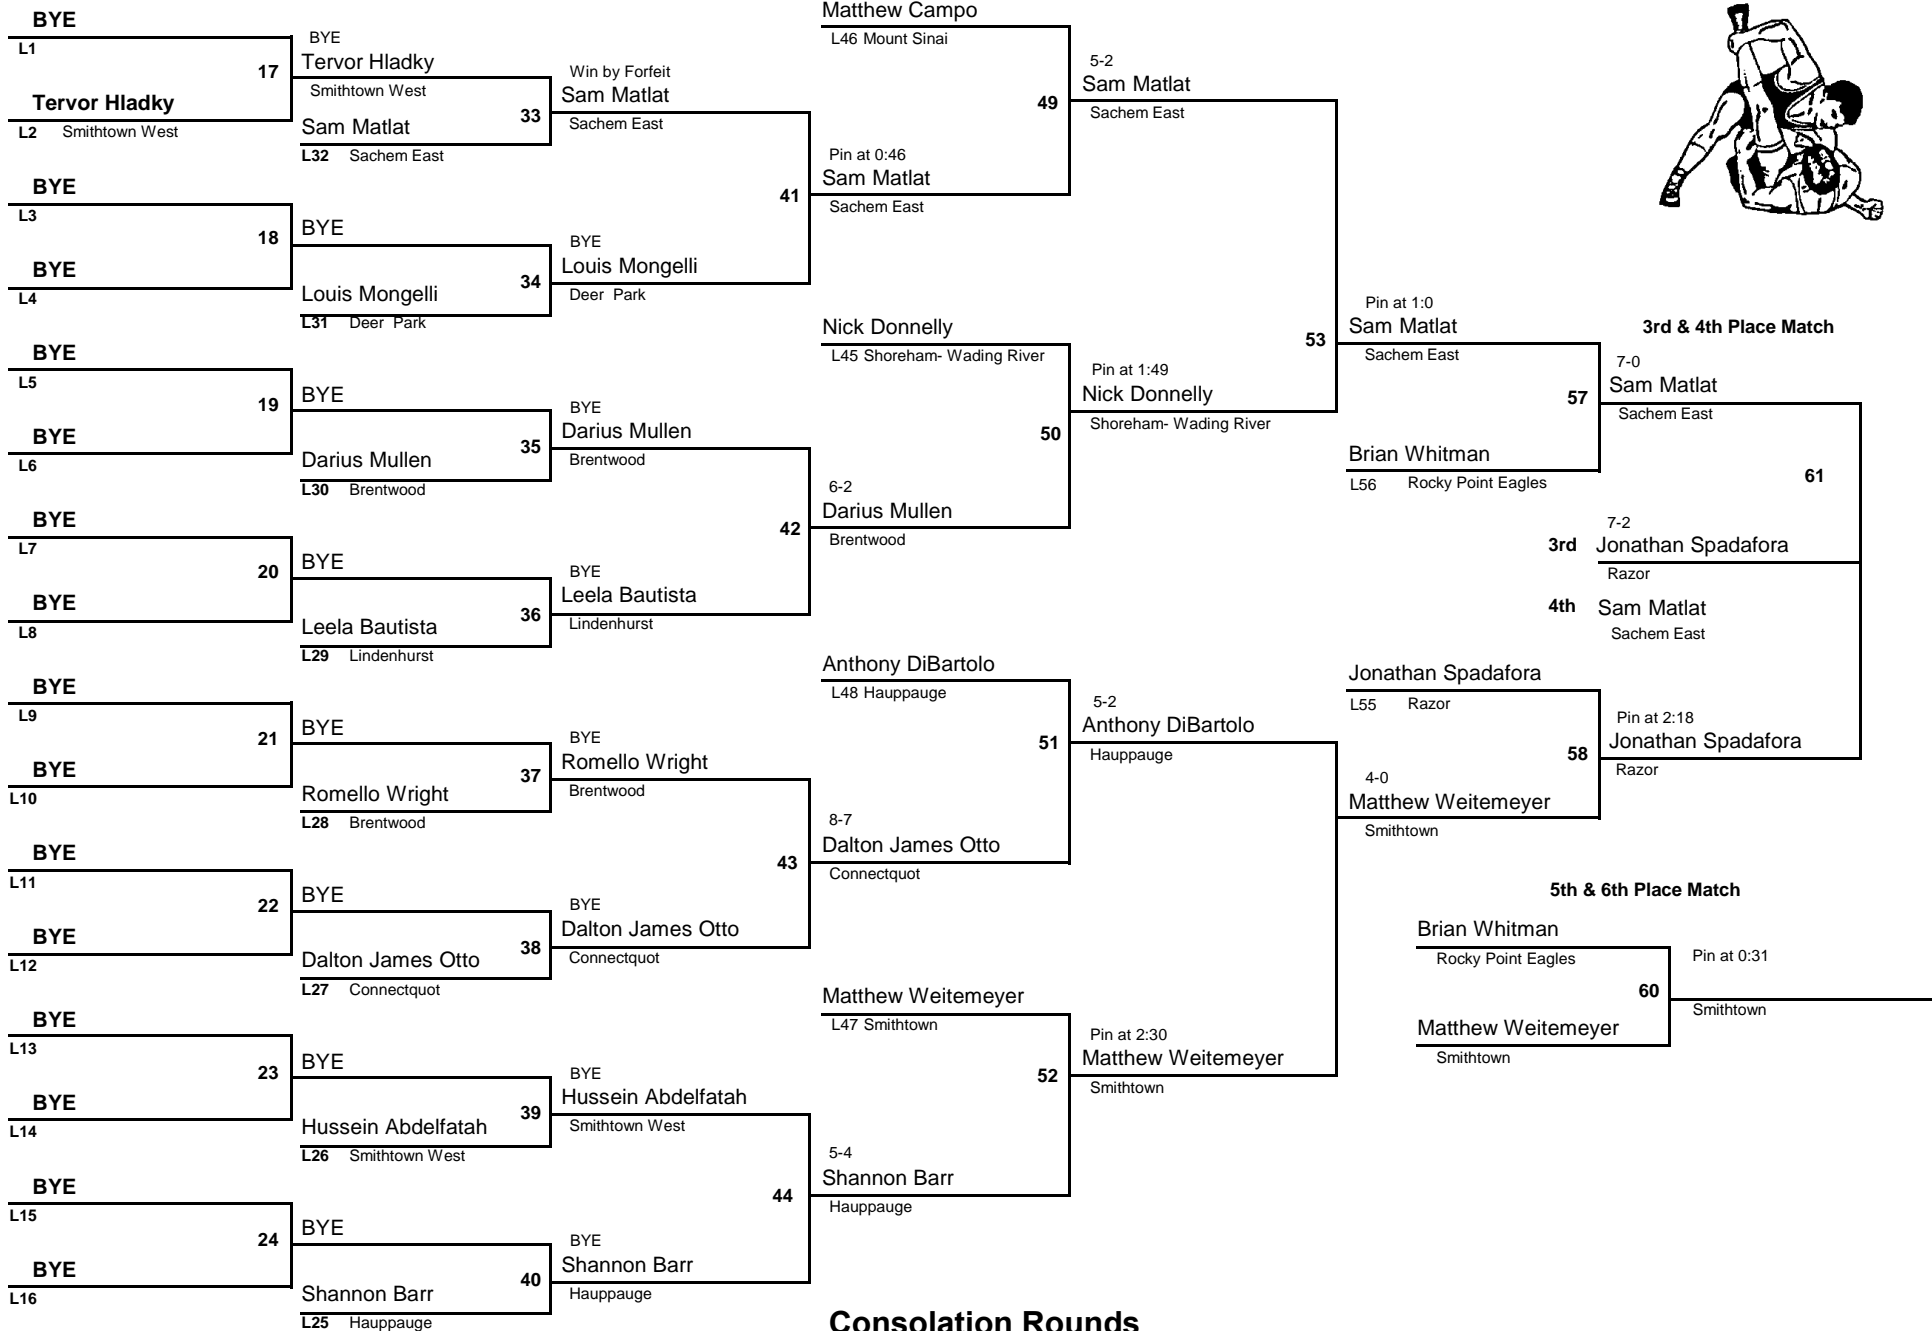 BYE
L1
17
Tervor Hladky
L2 Smithtown West
BYE
L3
18
BYE
L4
BYE
L5
19
BYE
L6
BYE
L7
20
BYE
L8
BYE
L9
21
BYE
L10
BYE
L11
22
BYE
L12
BYE
L13
23
BYE
L14
BYE
L15
24
BYE
L16
BYE
Tervor Hladky
Smithtown West
33
Sam Matlat
L32 Sachem East
BYE
34
Louis Mongelli
L31 Deer Park
BYE
35
Darius Mullen
L30 Brentwood
BYE
36
Leela Bautista
L29 Lindenhurst
BYE
37
Romello Wright
L28 Brentwood
BYE
38
Dalton James Otto
L27 Connectquot
BYE
39
Hussein Abdelfatah
L26 Smithtown West
BYE
40
Shannon Barr
L25 Hauppauge
Win by Forfeit
Sam Matlat
Sachem East
41
BYE
Louis Mongelli
Deer Park
BYE
Darius Mullen
Brentwood
42
BYE
Leela Bautista
Lindenhurst
BYE
Romello Wright
Brentwood
43
BYE
Dalton James Otto
Connectquot
BYE
Hussein Abdelfatah
Smithtown West
44
BYE
Shannon Barr
Hauppauge
Matthew Campo
L46 Mount Sinai
49
Pin at 0:46
Sam Matlat
Sachem East
Nick Donnelly
L45 Shoreham- Wading River
50
6-2
Darius Mullen
Brentwood
Anthony DiBartolo
L48 Hauppauge
51
8-7
Dalton James Otto
Connectquot
Matthew Weitemeyer
L47 Smithtown
52
5-4
Shannon Barr
Hauppauge
5-2
Sam Matlat
Sachem East
53
Pin at 1:49
Nick Donnelly
Shoreham- Wading River
5-2
Anthony DiBartolo
Hauppauge
Pin at 2:30
Matthew Weitemeyer
Smithtown
Pin at 1:0
Sam Matlat
Sachem East
57
Brian Whitman
L56 Rocky Point Eagles
Jonathan Spadafora
L55 Razor
58
4-0
Matthew Weitemeyer
Smithtown
3rd & 4th Place Match
7-0
Sam Matlat
Sachem East
61
7-2
3rd Jonathan Spadafora
Razor
4th Sam Matlat
Sachem East
Pin at 2:18
Jonathan Spadafora
Razor
5th & 6th Place Match
Brian Whitman
Rocky Point Eagles
60
Matthew Weitemeyer
Smithtown
Pin at 0:31
Smithtown
Consolation Rounds